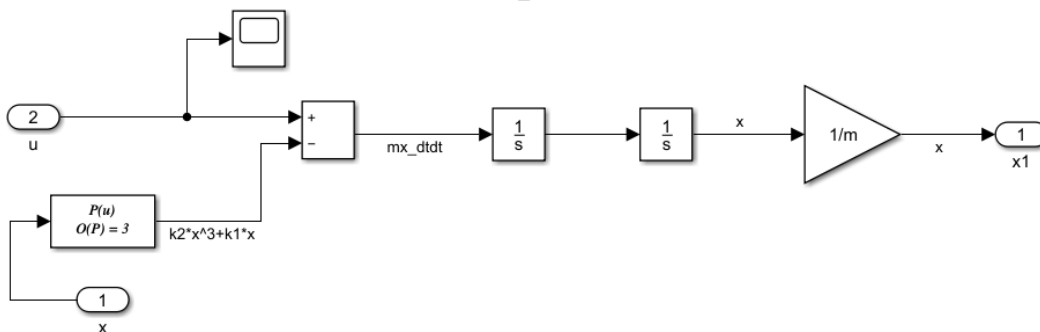 2
u
+
−
mx_dtdt
1
s
1
s
x
1/m
x
1
x1
P(u)
O(P) = 3
k2*x^3+k1*x
1
x